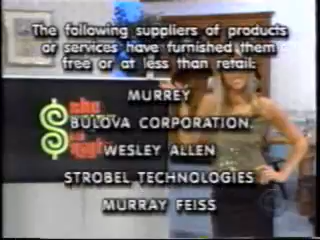 The following suppliers of products
or services have furnished them
free or at less than retail:
MURREY
BULOVA CORPORATION
WESLEY ALLEN
STROBEL TECHNOLOGIES
MURRAY FEISS